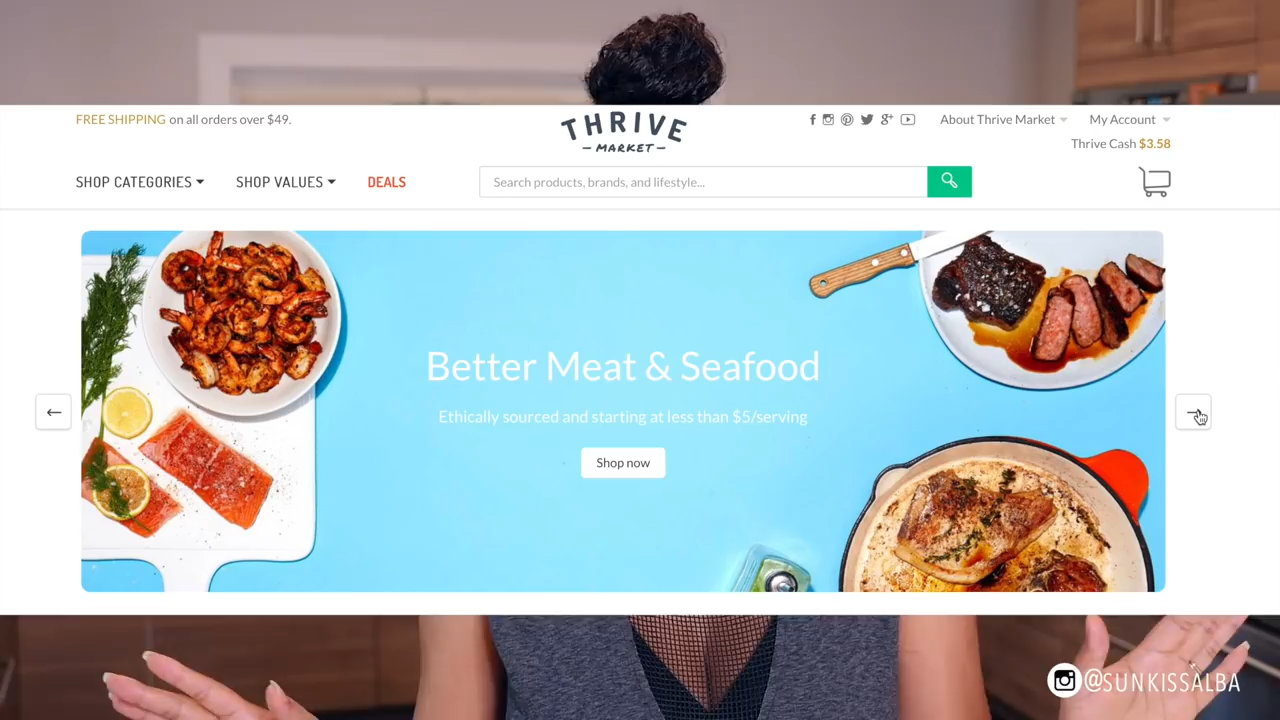 FREE SHIPPING on all orders over $49.
THRIVE
MARKET
About Thrive Market
My Account
Thrive Cash $3.58
SHOP CATEGORIES
SHOP VALUES
DEALS
Search products, brands, and lifestyle...
Better Meat & Seafood
Ethically sourced and starting at less than $5/serving
Shop now
@SUNKISSALBA